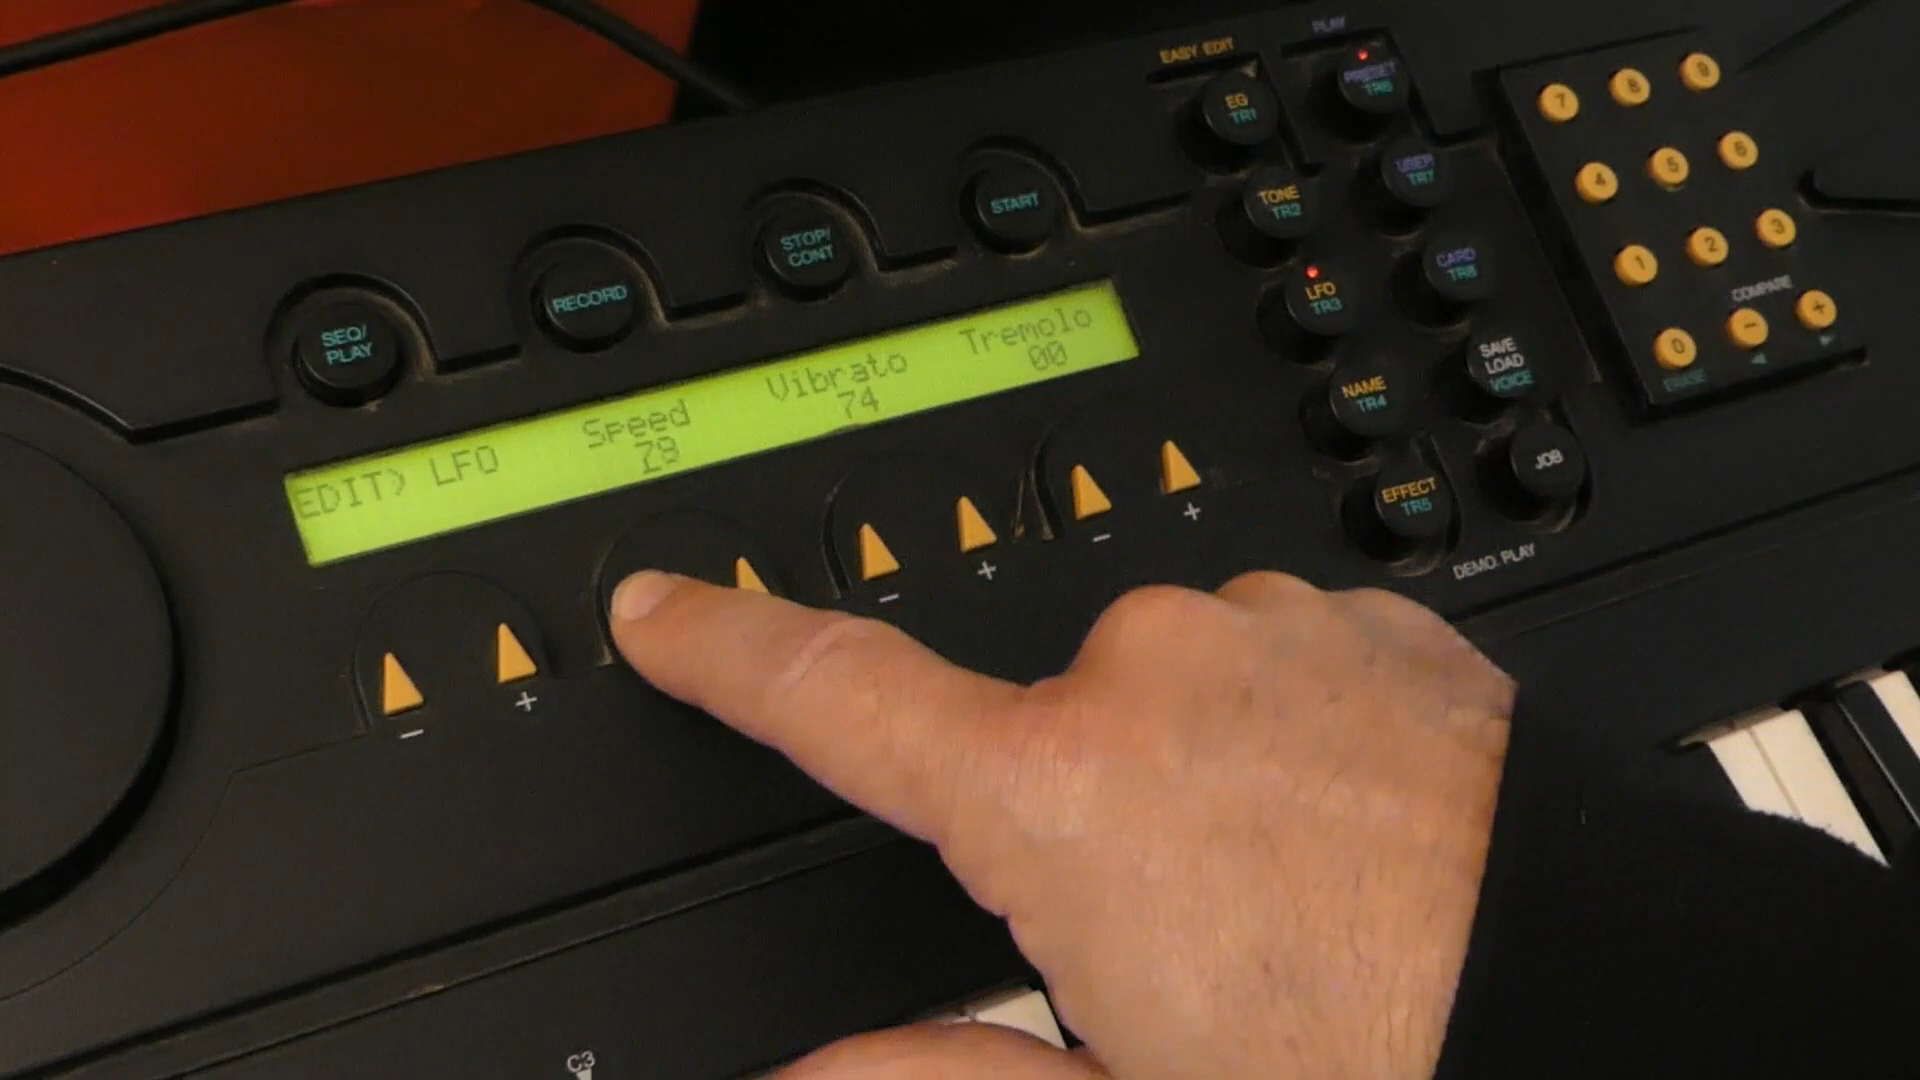 EASY EDIT
PLAY
EG
TR1
PRESET
TR6
TONE
TR2
USER
TR7
LFO
TR3
CARD
TR8
NAME
TR4
SAVE
LOAD
VOICE
EFFECT
TR5
JOB
DEMO. PLAY
7 8 9
4 5 6
1 2 3
COMPARE
0 - +
ERASE
SEQ/
PLAY
RECORD
STOP/
CONT
START
EDIT) LFO Speed Vibrato Tremolo
74 00
- + - + - +
C3